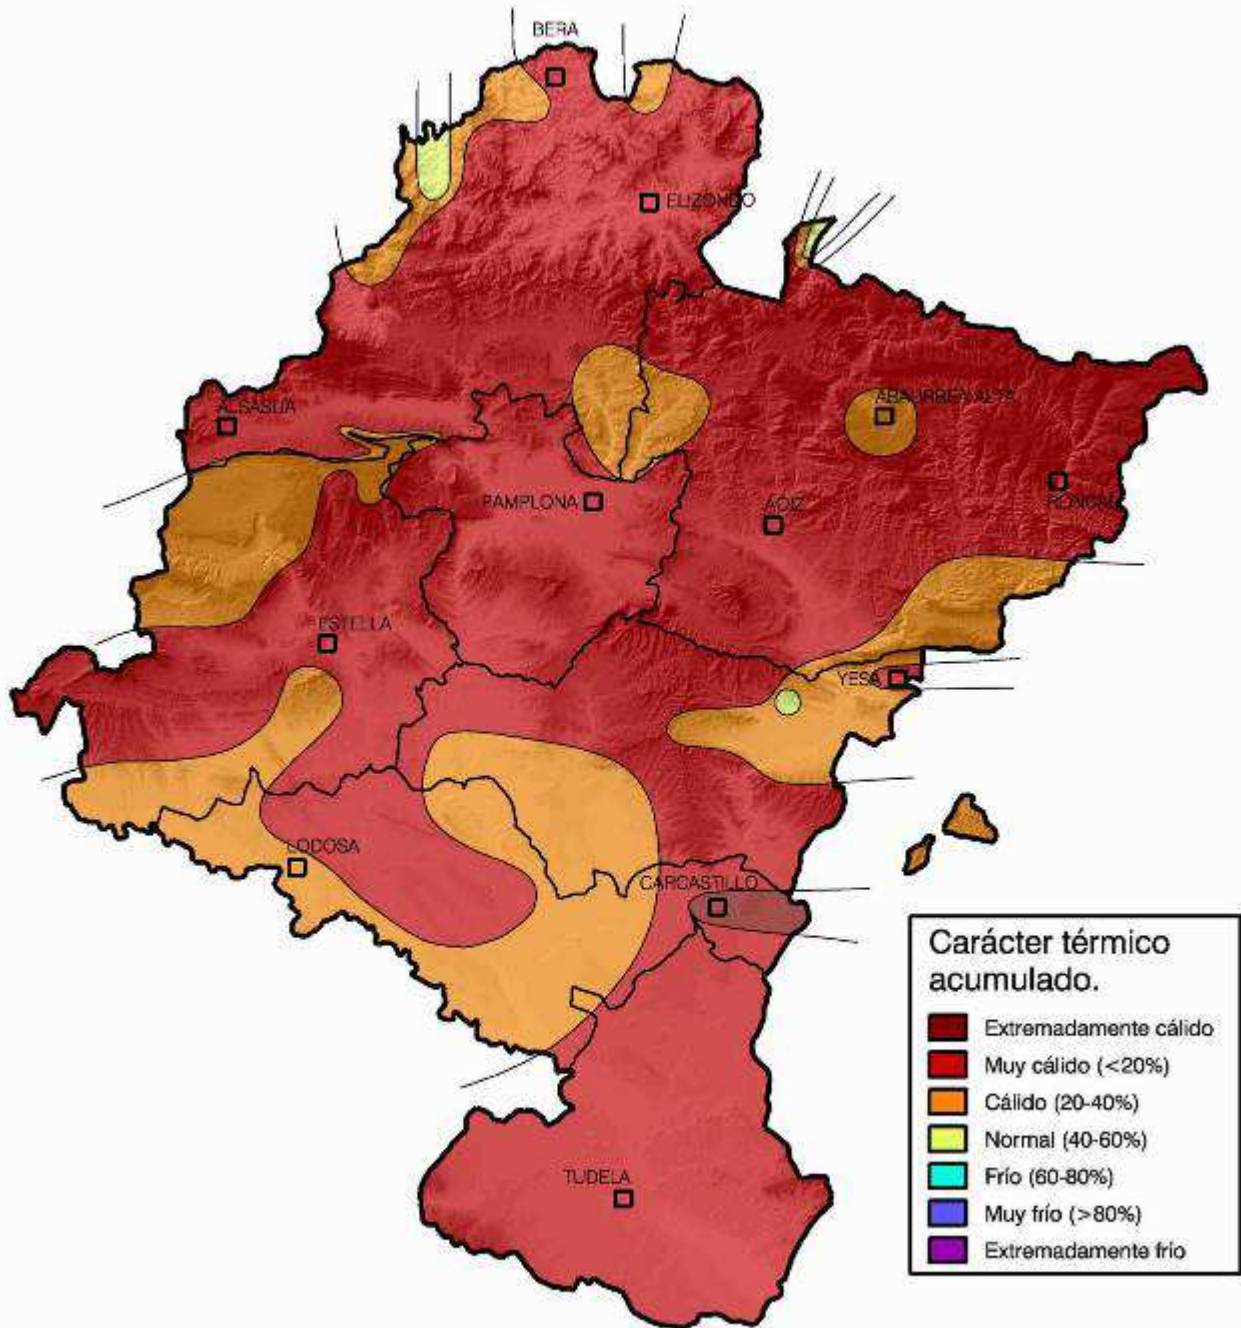 BERA
ELIZONDO
ALSASUA
ABAURREA ALTA
PAMPLONA
AOIZ
RONCAL
ESTELLA
YESA
LODOSA
CARCASTILLO
TUDELA
Carácter térmico
acumulado.
Extremadamente cálido
Muy cálido (<20%)
Cálido (20-40%)
Normal (40-60%)
Frío (60-80%)
Muy frío (>80%)
Extremadamente frío